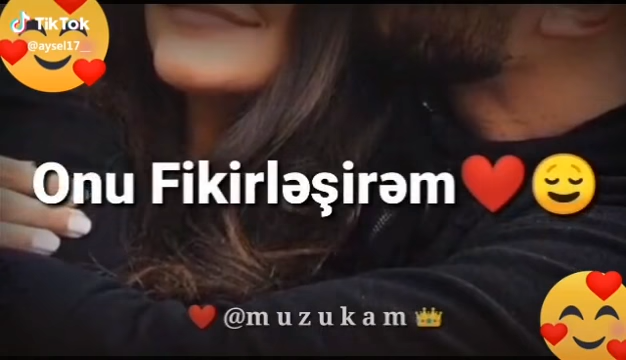 TikTok
@aysel17__
Onu Fikirləşirəm❤️😌
❤️ @muzukam 👑